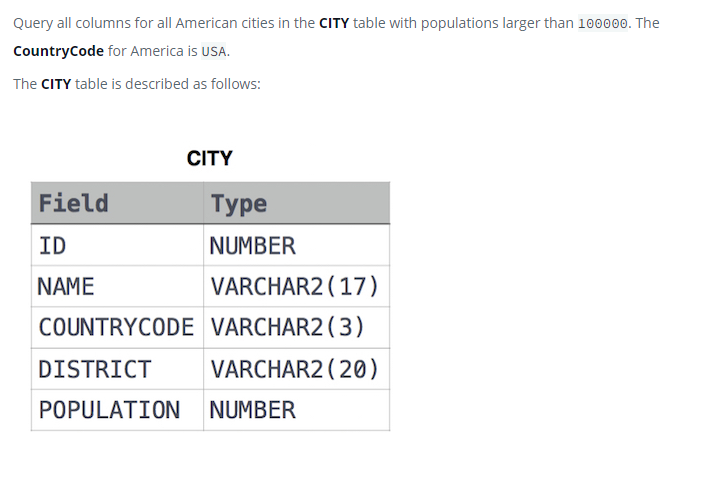 Query all columns for all American cities in the CITY table with populations larger than 100000. The
CountryCode for America is USA.
The CITY table is described as follows:
CITY
Field Type
ID NUMBER
NAME VARCHAR2(17)
COUNTRYCODE VARCHAR2(3)
DISTRICT VARCHAR2(20)
POPULATION NUMBER